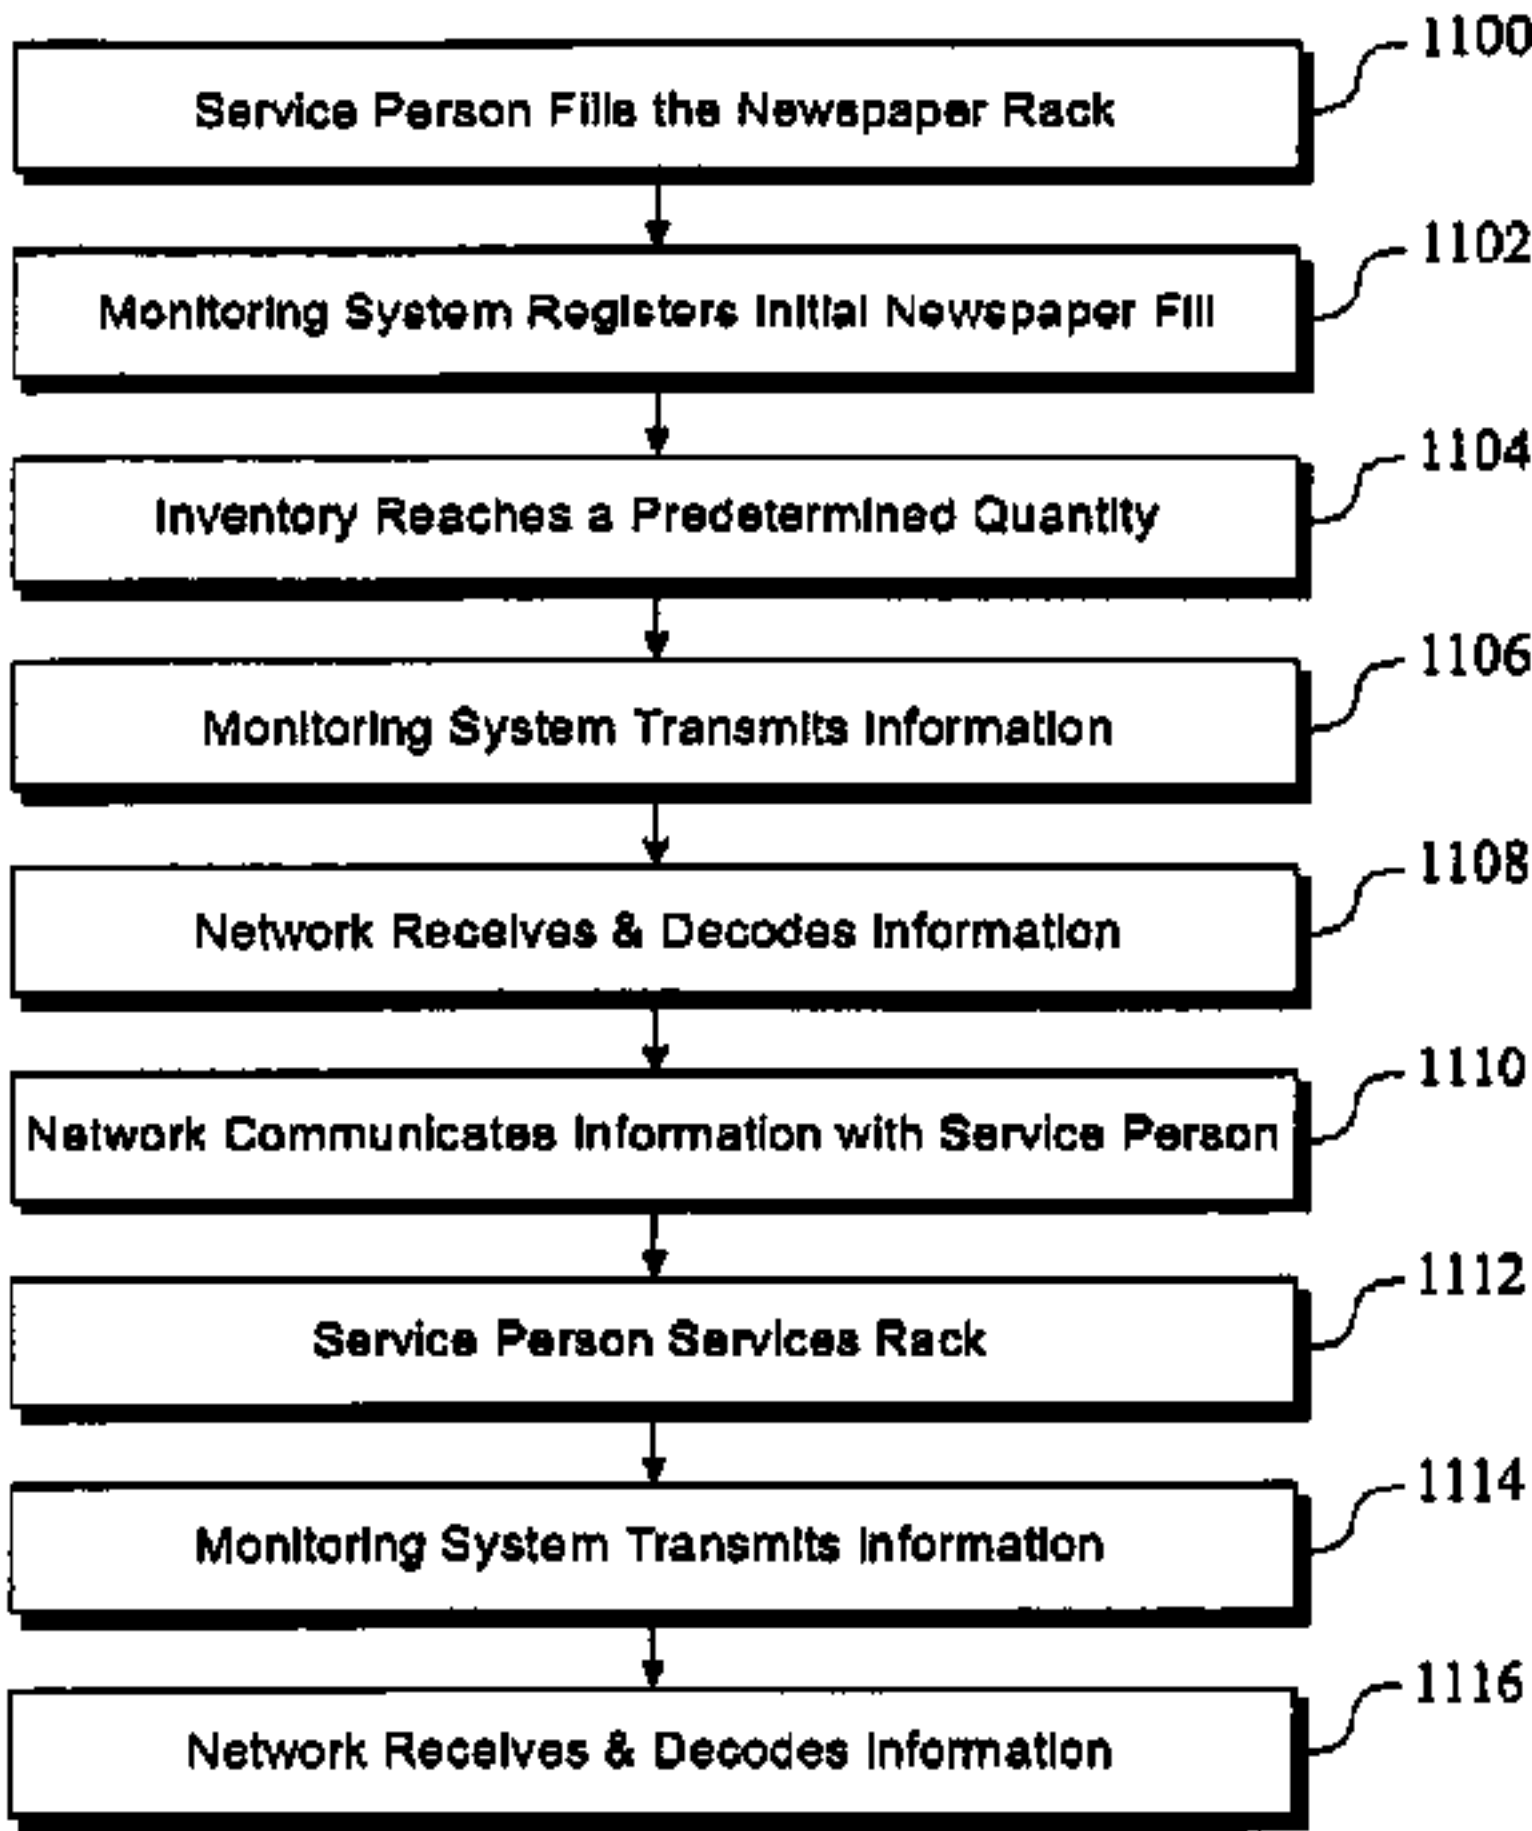 1100
Service Person Fills the Newspaper Rack
1102
Monitoring System Registers Initial Newspaper Fill
1104
Inventory Reaches a Predetermined Quantity
1106
Monitoring System Transmits Information
1108
Network Receives & Decodes Information
1110
Network Communicates Information with Service Person
1112
Service Person Services Rack
1114
Monitoring System Transmits Information
1116
Network Receives & Decodes Information